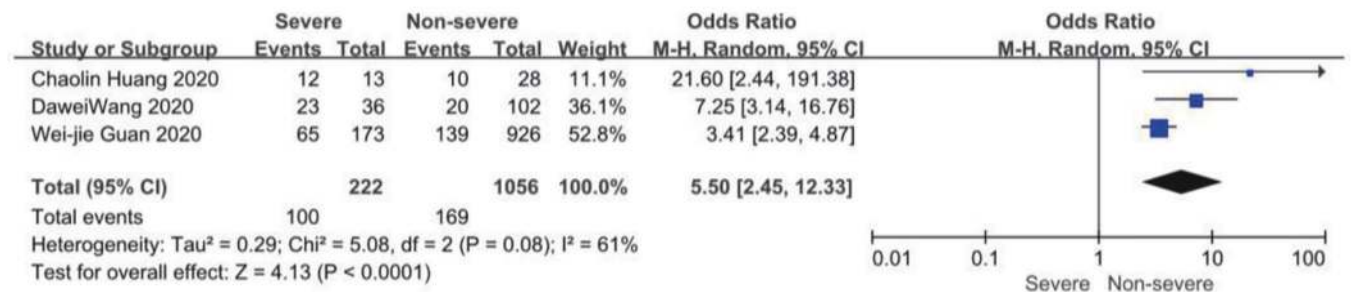 Severe Non-severe Odds Ratio Odds Ratio
Study or Subgroup Events Total Events Total Weight M-H, Random, 95% CI M-H, Random, 95% CI
Chaolin Huang 2020 12 13 10 28 11.1% 21.60 [2.44, 191.38]
DaweiWang 2020 23 36 20 102 36.1% 7.25 [3.14, 16.76]
Wei-jie Guan 2020 65 173 139 926 52.8% 3.41 [2.39, 4.87]
Total (95% CI) 222 1056 100.0% 5.50 [2.45, 12.33]
Total events 100 169
Heterogeneity: Tau² = 0.29; Chi² = 5.08, df = 2 (P = 0.08); I² = 61%
Test for overall effect: Z = 4.13 (P < 0.0001)
0.01 0.1 1 10 100
Severe Non-severe